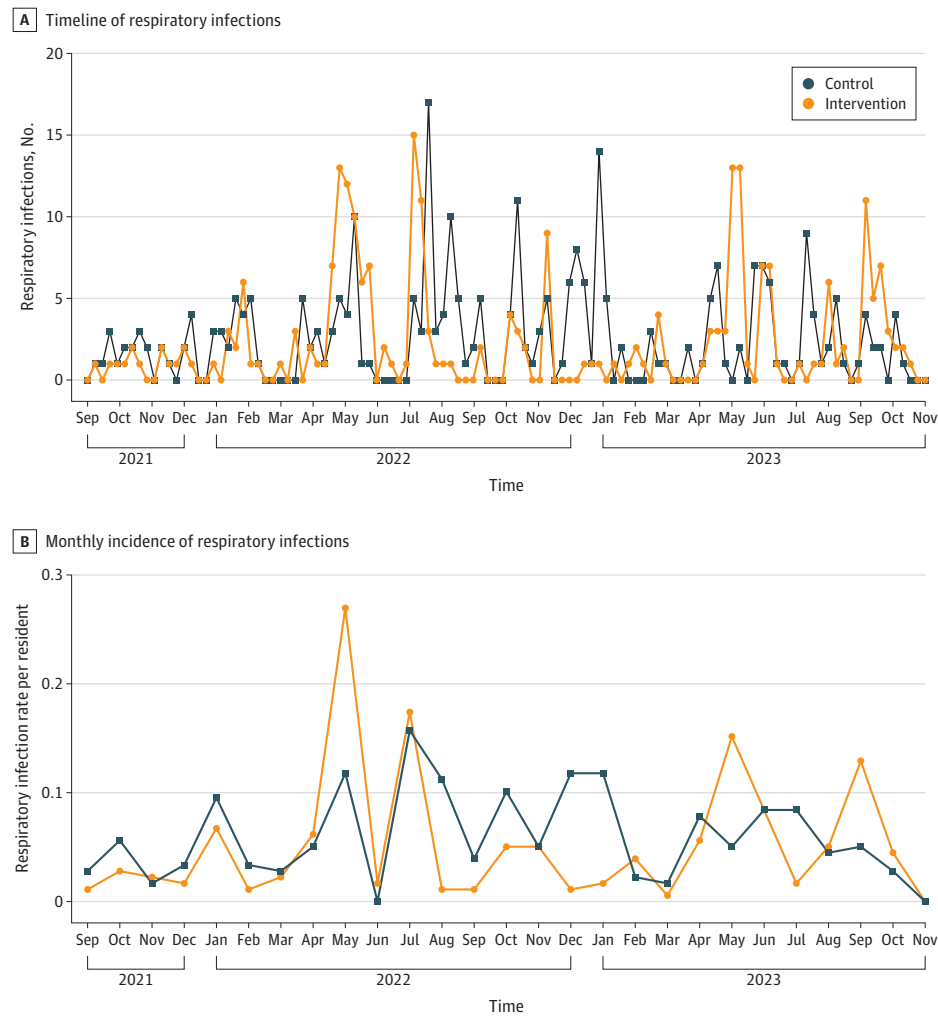 A Timeline of respiratory infections
20
15
10
5
0
Respiratory infections, No.
Control
Intervention
Sep Oct Nov Dec Jan Feb Mar Apr May Jun Jul Aug Sep Oct Nov Dec Jan Feb Mar Apr May Jun Jul Aug Sep Oct Nov
2021 2022 2023
Time
B Monthly incidence of respiratory infections
0.3
0.2
0.1
0
Respiratory infection rate per resident
Sep Oct Nov Dec Jan Feb Mar Apr May Jun Jul Aug Sep Oct Nov Dec Jan Feb Mar Apr May Jun Jul Aug Sep Oct Nov
2021 2022 2023
Time